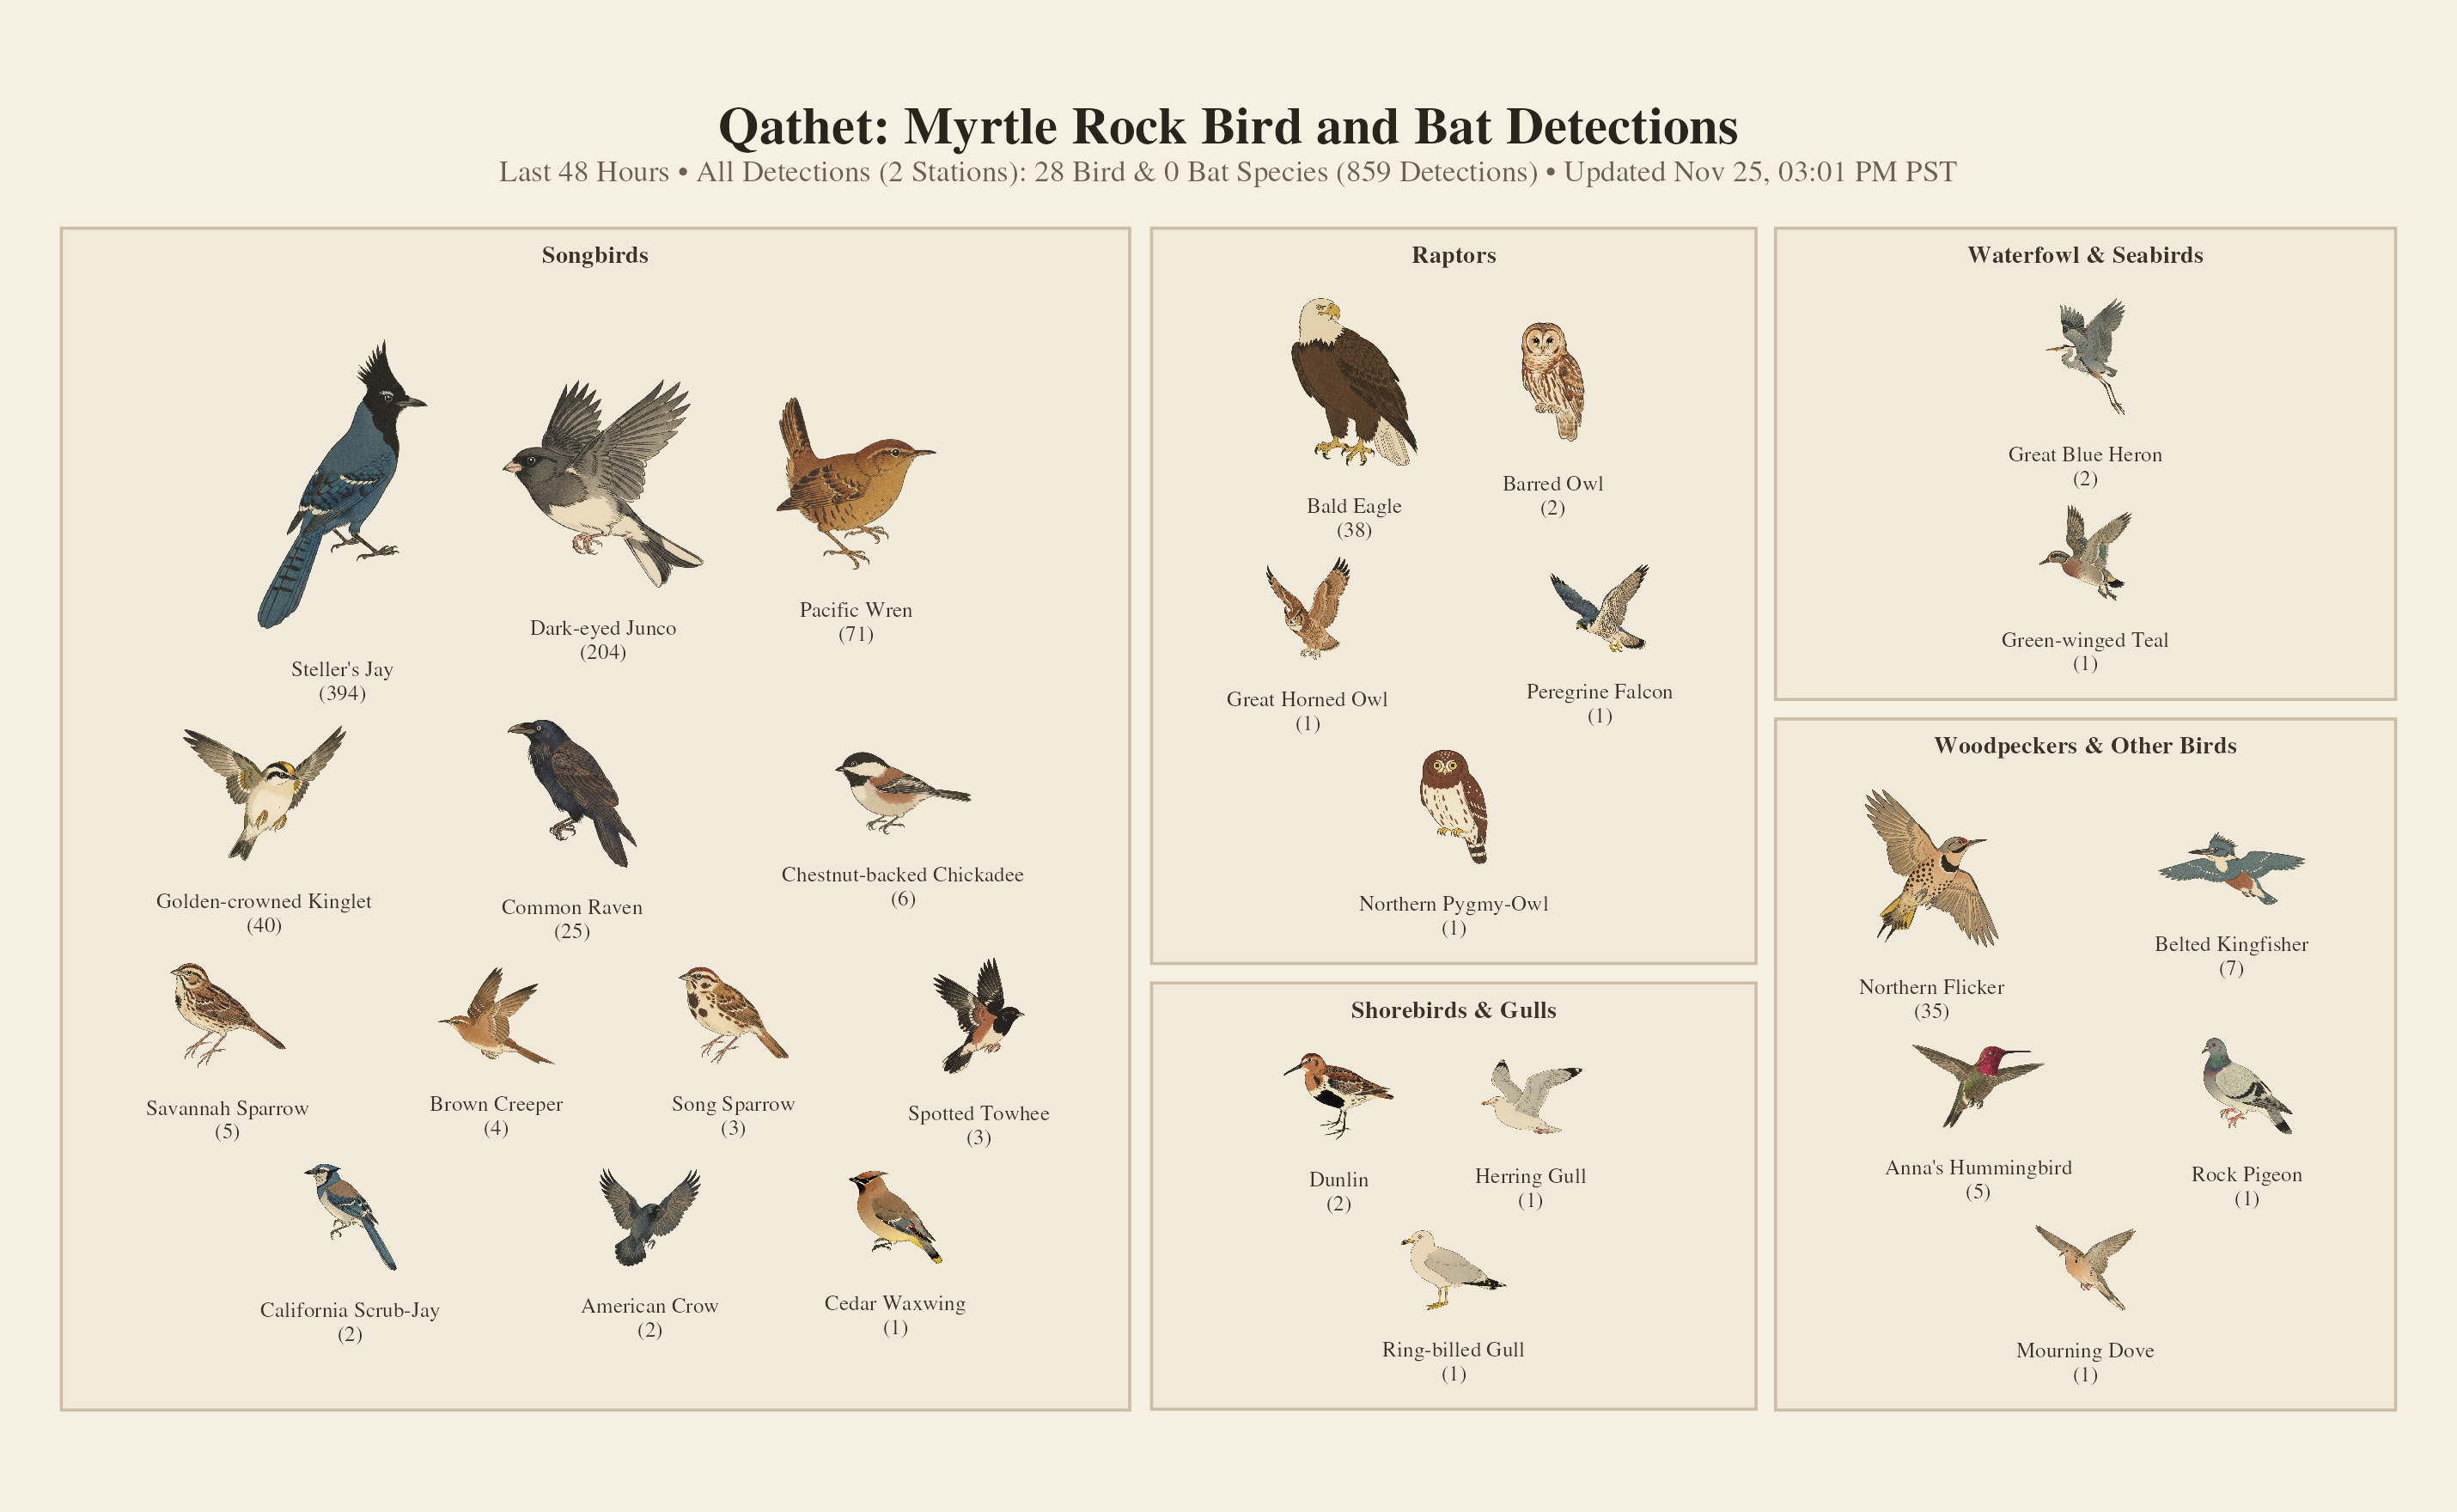 Qathet: Myrtle Rock Bird and Bat Detections
Last 48 Hours • All Detections (2 Stations): 28 Bird & 0 Bat Species (859 Detections) • Updated Nov 25, 03:01 PM PST
Songbirds
Steller's Jay
(394)
Dark-eyed Junco
(204)
Pacific Wren
(71)
Golden-crowned Kinglet
(40)
Common Raven
(25)
Chestnut-backed Chickadee
(6)
Savannah Sparrow
(5)
Brown Creeper
(4)
Song Sparrow
(3)
Spotted Towhee
(3)
California Scrub-Jay
(2)
American Crow
(2)
Cedar Waxwing
(1)
Raptors
Bald Eagle
(38)
Barred Owl
(2)
Great Horned Owl
(1)
Peregrine Falcon
(1)
Northern Pygmy-Owl
(1)
Shorebirds & Gulls
Dunlin
(2)
Herring Gull
(1)
Ring-billed Gull
(1)
Waterfowl & Seabirds
Great Blue Heron
(2)
Green-winged Teal
(1)
Woodpeckers & Other Birds
Northern Flicker
(35)
Belted Kingfisher
(7)
Anna's Hummingbird
(5)
Rock Pigeon
(1)
Mourning Dove
(1)